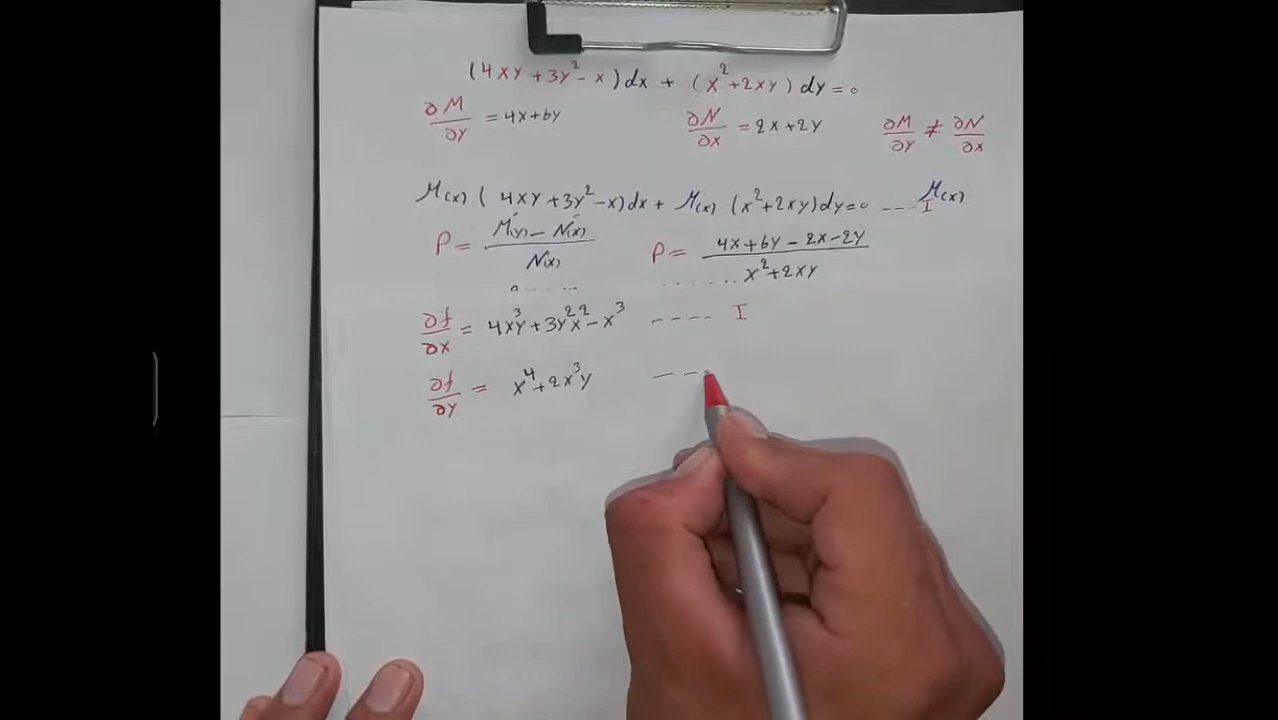 (4xy + 3y² - x)dx + (x² + 2xy)dy = 0
∂M/∂y = 4x+6y ∂N/∂x = 2x+2y ∂M/∂y ≠ ∂N/∂x
M(x) (4xy + 3y² - x)dx + M(x) (x² + 2xy)dy = 0 ---- I M(x)
P = (M'(y) - N'(x))/N(x) P = (4x+6y - 2x - 2y)/(x² + 2xy)
∂f/∂x = 4x³y + 3y²x² - x³ ---- I
∂f/∂y = x⁴ + 2x³y ---